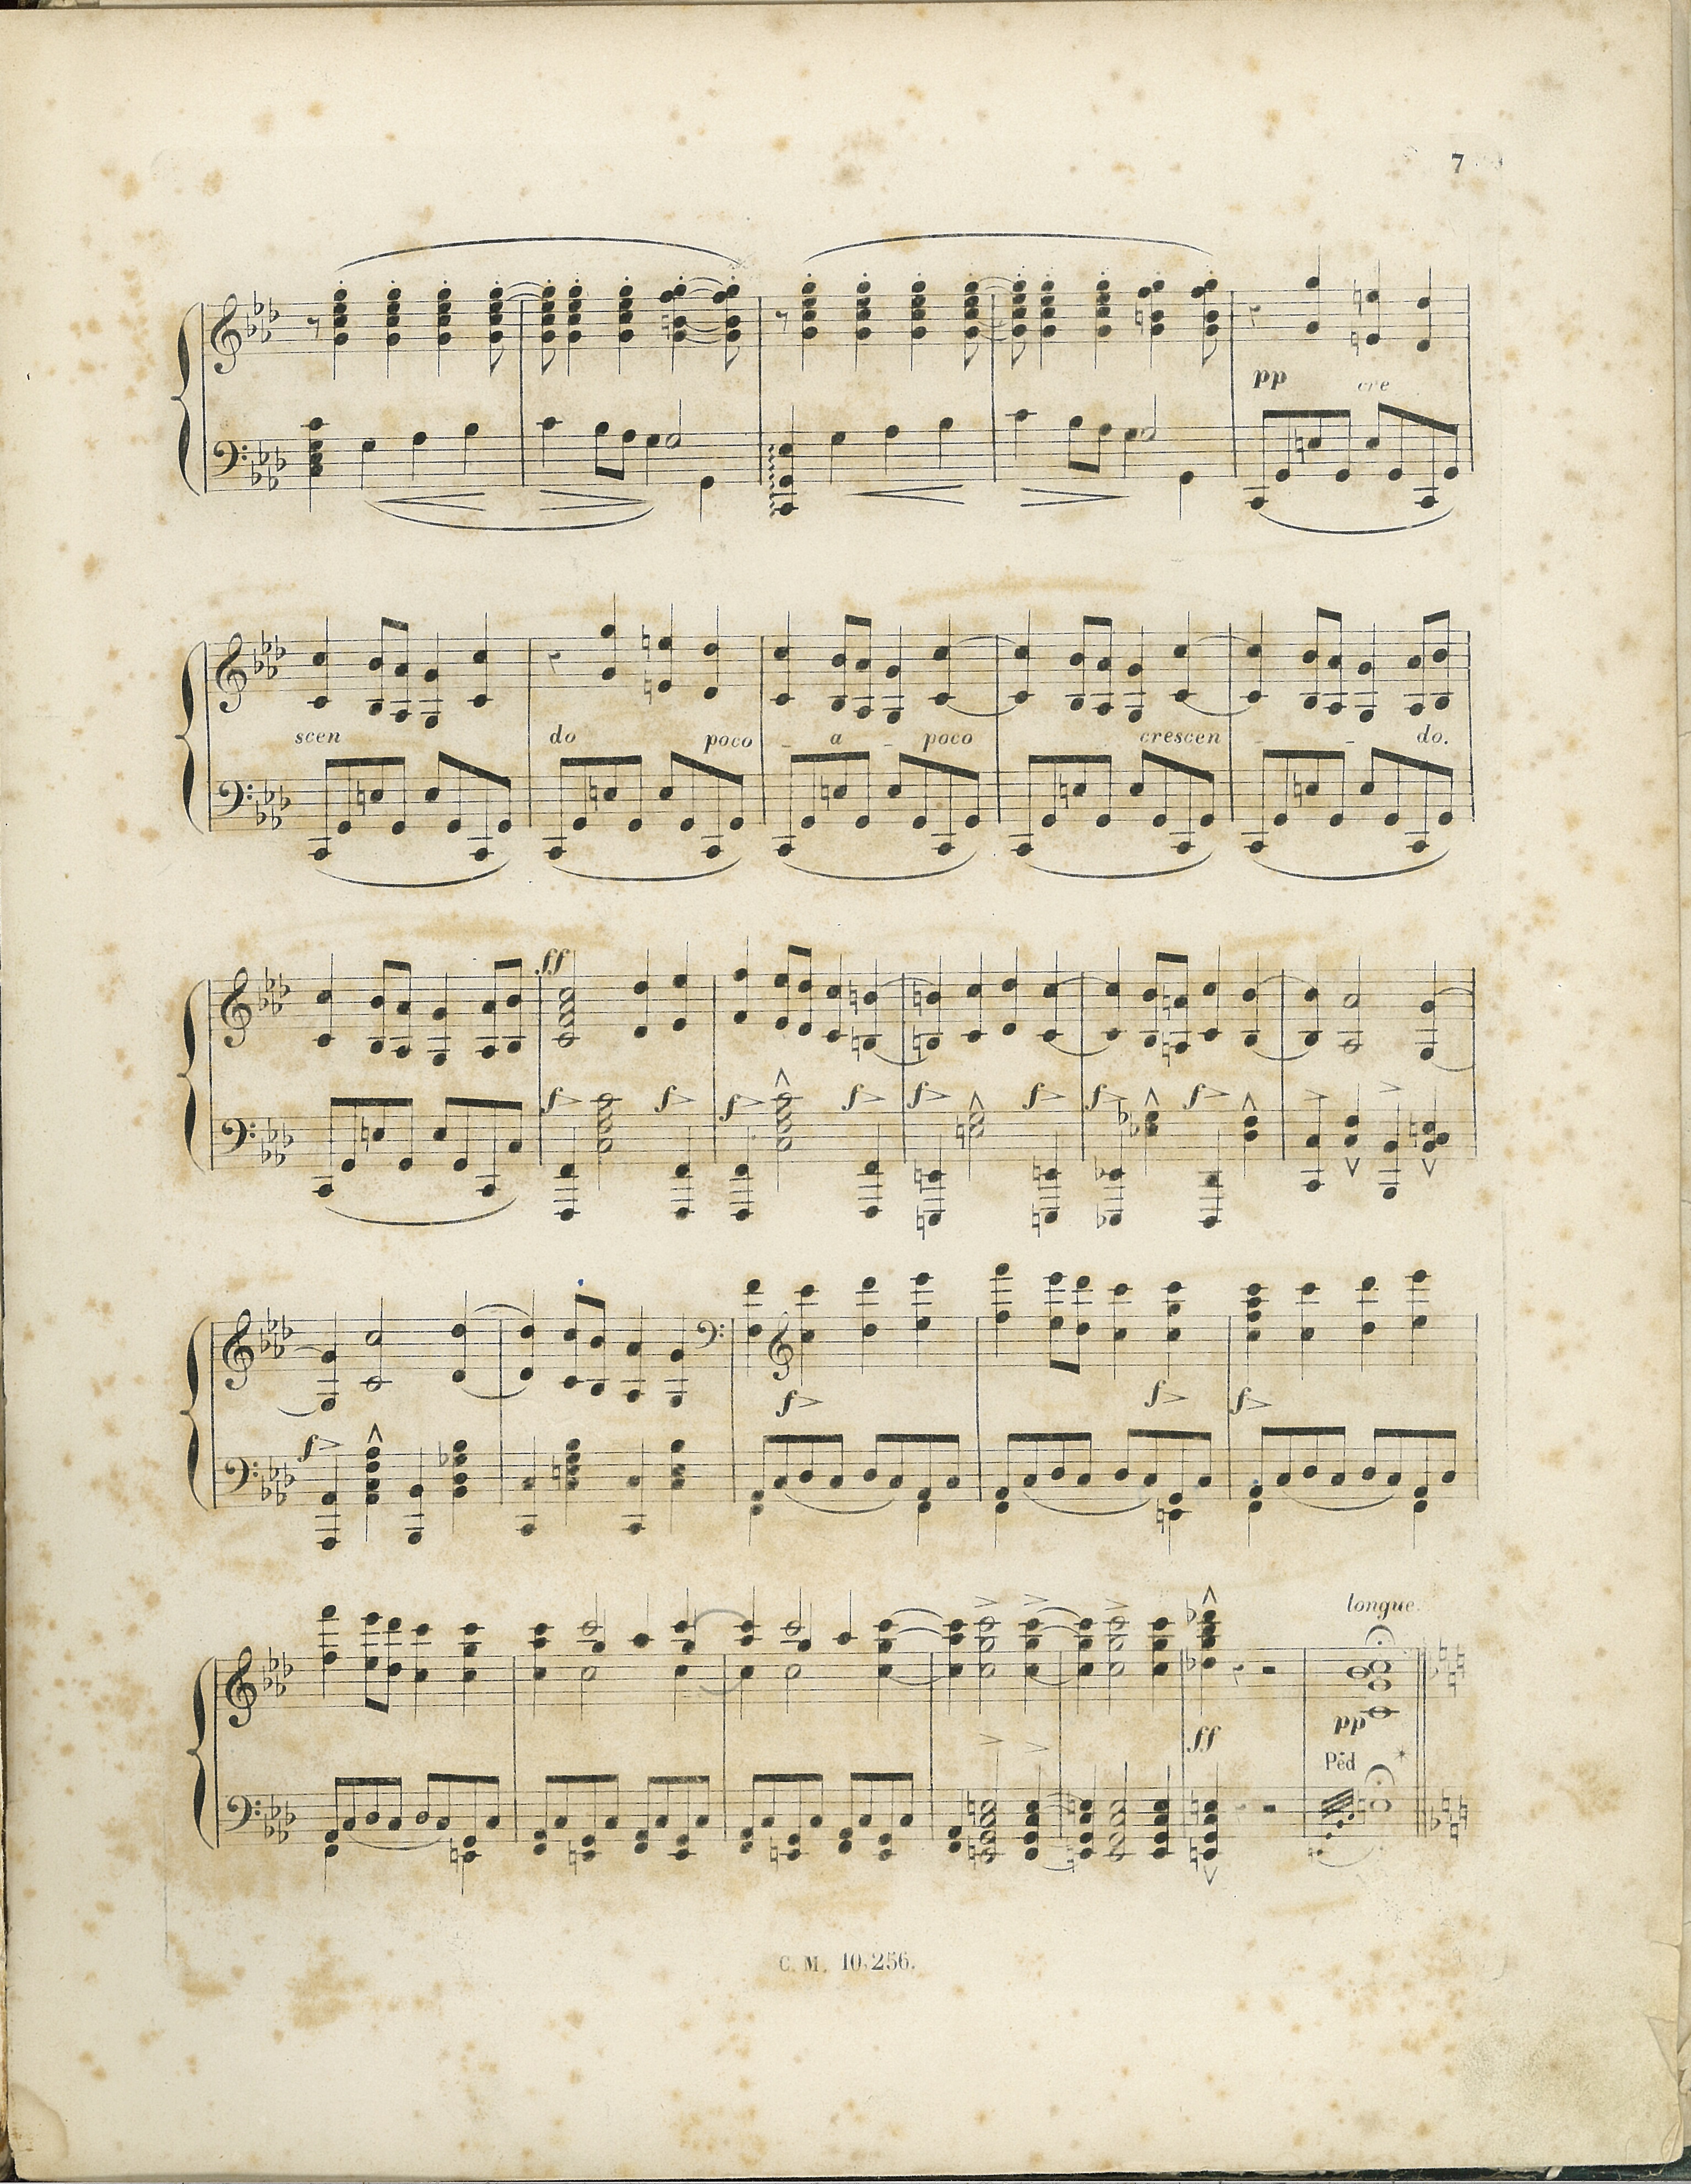 7
pp cre
scen do poco - a - poco crescen - - do.
ff
f f f f f f f f
f f f
longue.
ff pp
Péd *
C. M. 10,256.